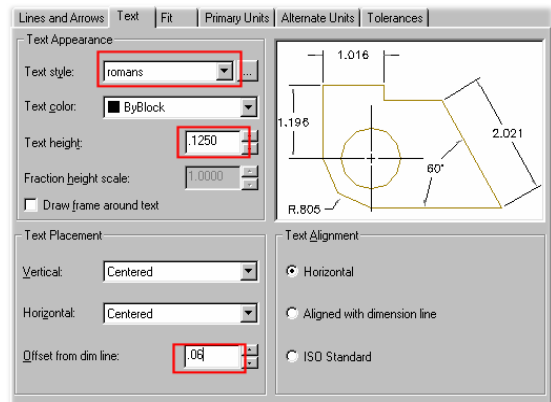 Lines and Arrows Text Fit Primary Units Alternate Units Tolerances
Text Appearance
Text style: romans ...
Text color: ByBlock
Text height: .1250
Fraction height scale: 1.0000
Draw frame around text
1.016
1.196
2.021
60°
R.805
Text Placement
Vertical: Centered
Horizontal: Centered
Offset from dim line: .06
Text Alignment
Horizontal
Aligned with dimension line
ISO Standard